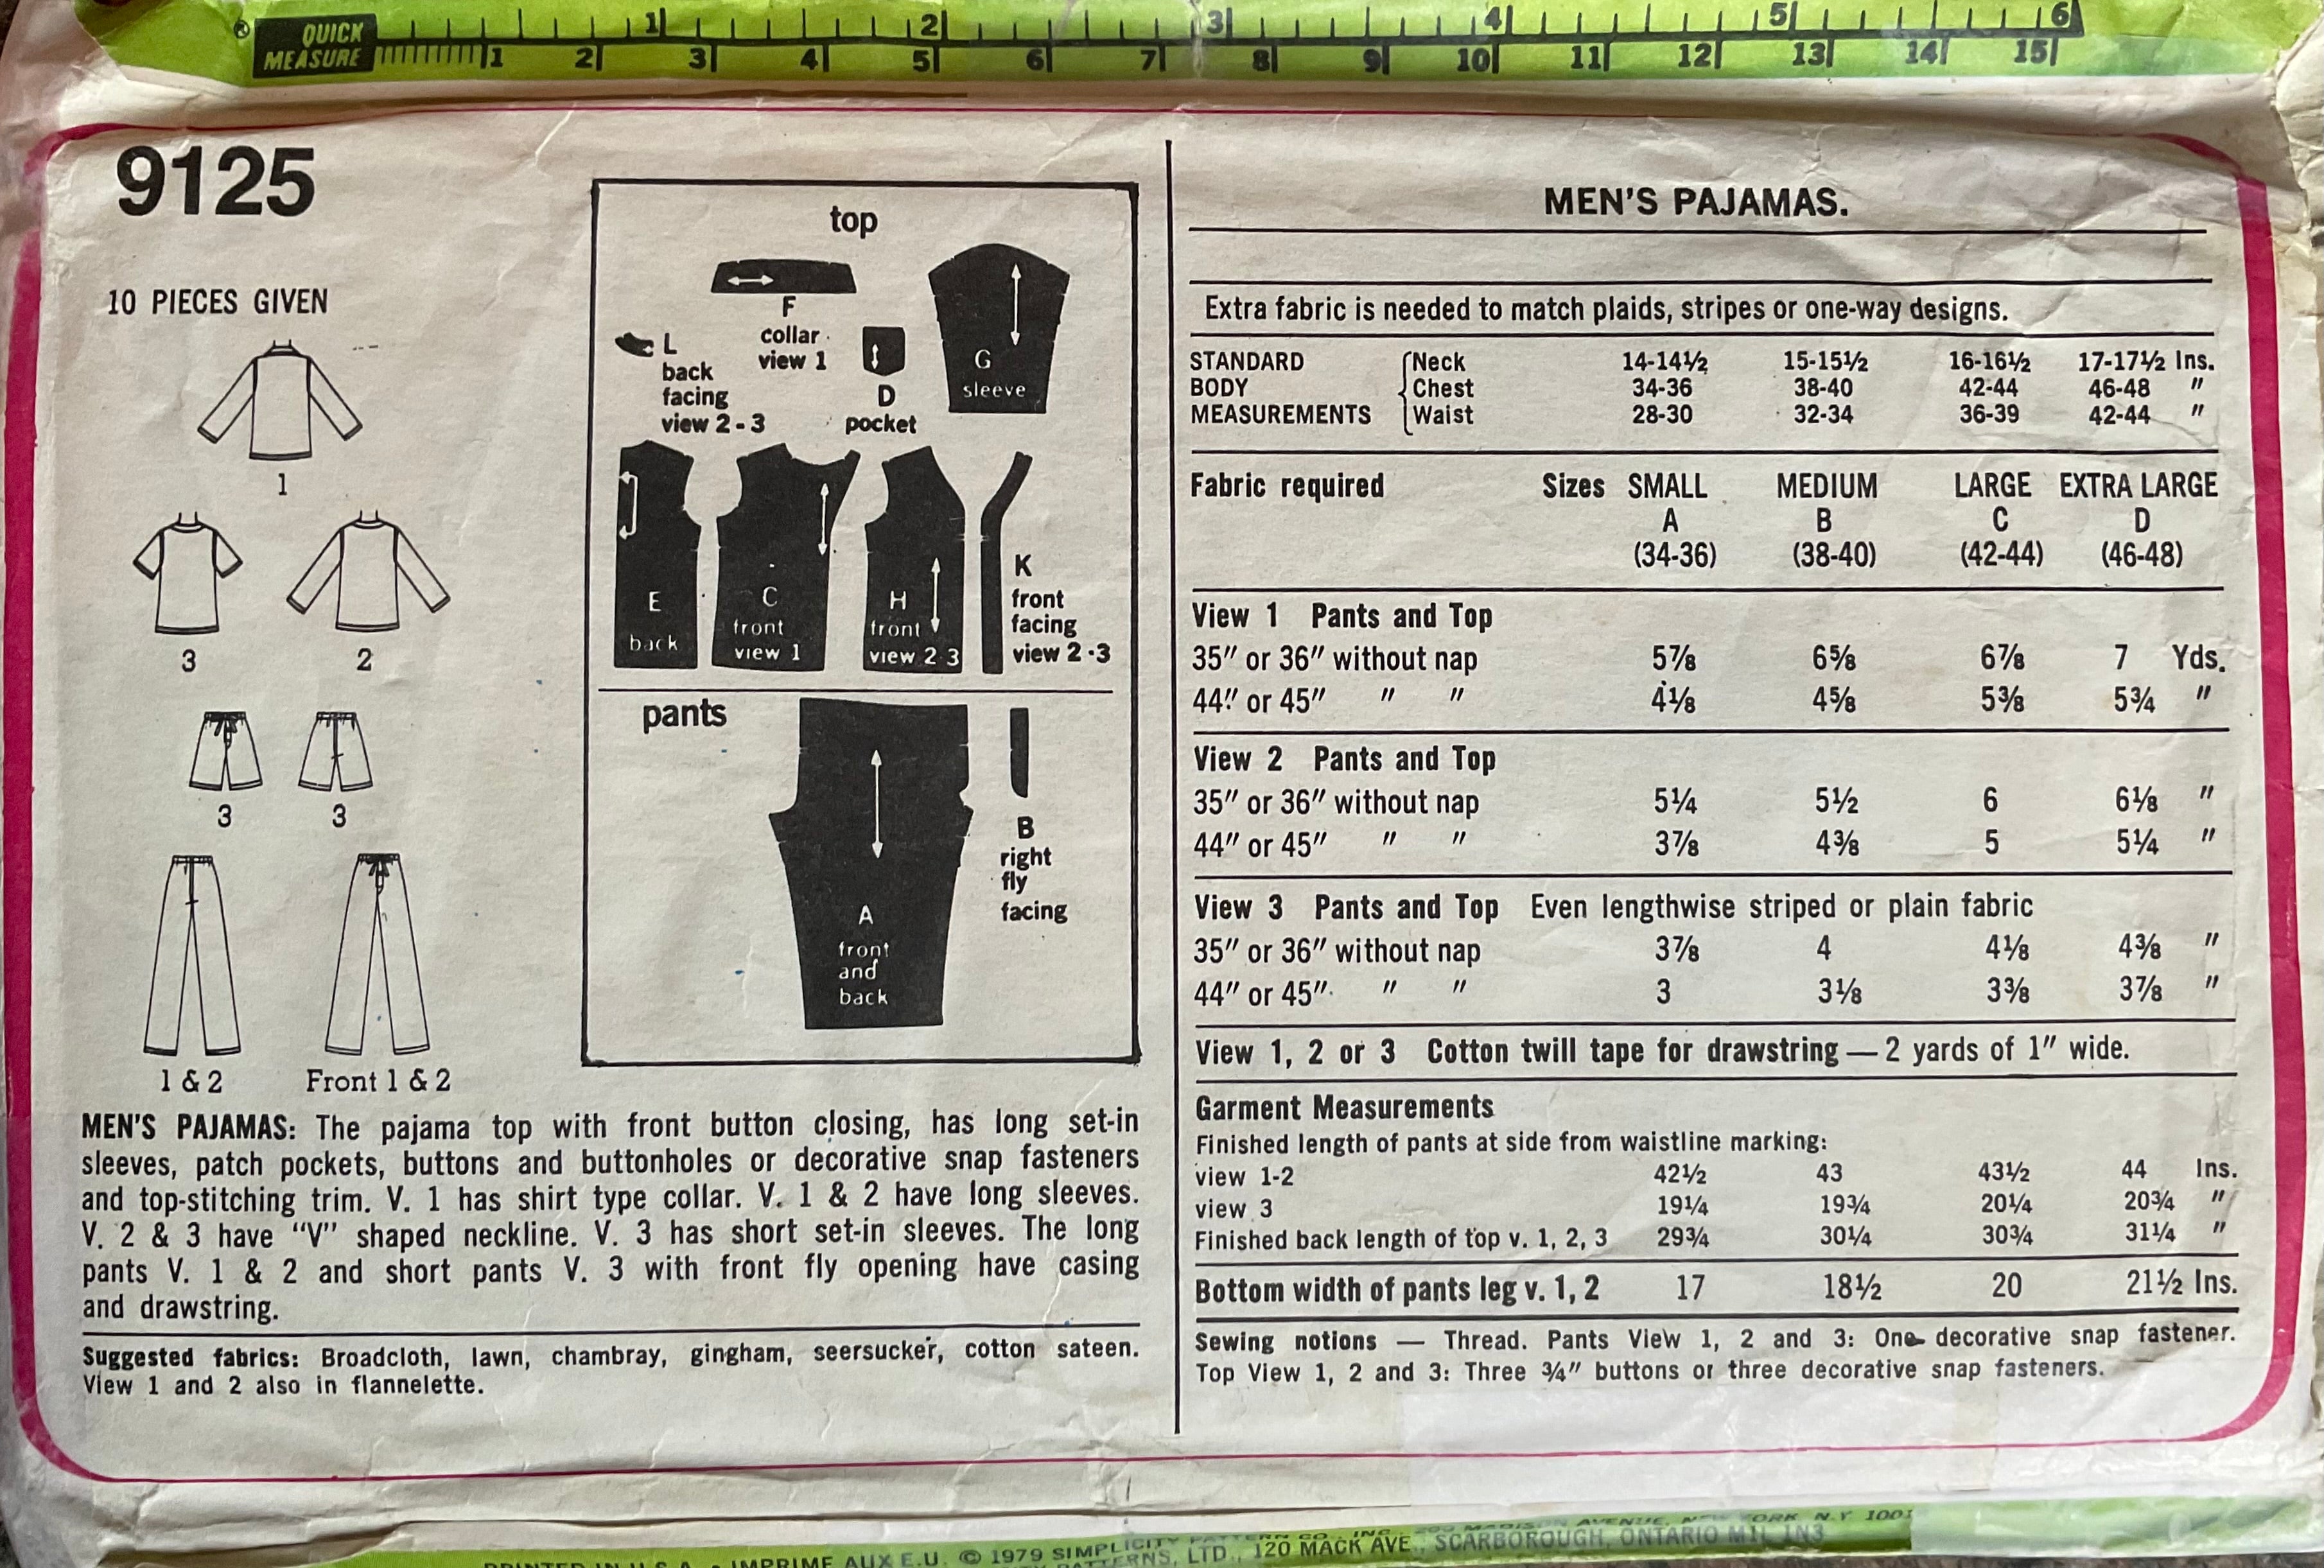 ® QUICK MEASURE
1 2 3 4 5 6
1 2 3 4 5 6 7 8 9 10 11 12 13 14 15
9125
10 PIECES GIVEN
1
3 2
3 3
1 & 2 Front 1 & 2
top
F
collar
view 1
L
back
facing
view 2-3
D
pocket
G
sleeve
E
back
C
front
view 1
H
front
view 2 3
K
front
facing
view 2·3
pants
A
front
and
back
B
right
fly
facing
MEN'S PAJAMAS: The pajama top with front button closing, has long set-in
sleeves, patch pockets, buttons and buttonholes or decorative snap fasteners
and top-stitching trim. V. 1 has shirt type collar. V. 1 & 2 have long sleeves.
V. 2 & 3 have "V" shaped neckline. V. 3 has short set-in sleeves. The long
pants V. 1 & 2 and short pants V. 3 with front fly opening have casing
and drawstring.
Suggested fabrics: Broadcloth, lawn, chambray, gingham, seersucker, cotton sateen.
View 1 and 2 also in flannelette.
MEN'S PAJAMAS.
Extra fabric is needed to match plaids, stripes or one-way designs.
STANDARD Neck 14-14½ 15-15½ 16-16½ 17-17½ Ins.
BODY Chest 34-36 38-40 42-44 46-48 "
MEASUREMENTS Waist 28-30 32-34 36-39 42-44 "
Fabric required Sizes SMALL MEDIUM LARGE EXTRA LARGE
A B C D
(34-36) (38-40) (42-44) (46-48)
View 1 Pants and Top
35" or 36" without nap 5⅞ 6⅝ 6⅞ 7 Yds.
44" or 45" " " 4⅛ 4⅝ 5⅜ 5¾ "
View 2 Pants and Top
35" or 36" without nap 5¼ 5½ 6 6⅛ "
44" or 45" " " 3⅞ 4⅜ 5 5¼ "
View 3 Pants and Top Even lengthwise striped or plain fabric
35" or 36" without nap 3⅞ 4 4⅛ 4⅜ "
44" or 45" " " 3 3⅛ 3⅜ 3⅞ "
View 1, 2 or 3 Cotton twill tape for drawstring — 2 yards of 1" wide.
Garment Measurements
Finished length of pants at side from waistline marking:
view 1-2 42½ 43 43½ 44 Ins.
view 3 19¼ 19¾ 20¼ 20¾ "
Finished back length of top v. 1, 2, 3 29¾ 30¼ 30¾ 31¼ "
Bottom width of pants leg v. 1, 2 17 18½ 20 21½ Ins.
Sewing notions — Thread. Pants View 1, 2 and 3: One decorative snap fastener.
Top View 1, 2 and 3: Three ¾" buttons or three decorative snap fasteners.
PRINTED IN U.S.A. • IMPRIME AUX E.U. © 1979 SIMPLICITY PATTERN CO. INC. MADISON AVENUE, NEW YORK N.Y.
PATTERNS, LTD., 120 MACK AVE., SCARBOROUGH, ONTARIO M1L 1N3